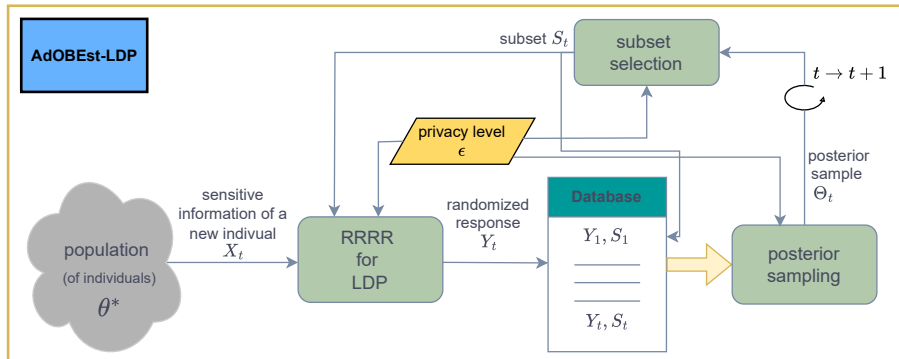 AdOBEst-LDP
subset $S_t$
subset
selection
$t \to t+1$
privacy level
$\epsilon$
posterior
sample
$\Theta_t$
sensitive
information of a
new indivual
$X_t$
randomized
response
$Y_t$
Database
$Y_1, S_1$
$Y_t, S_t$
population
(of individuals)
$\theta^*$
RRRR
for
LDP
posterior
sampling